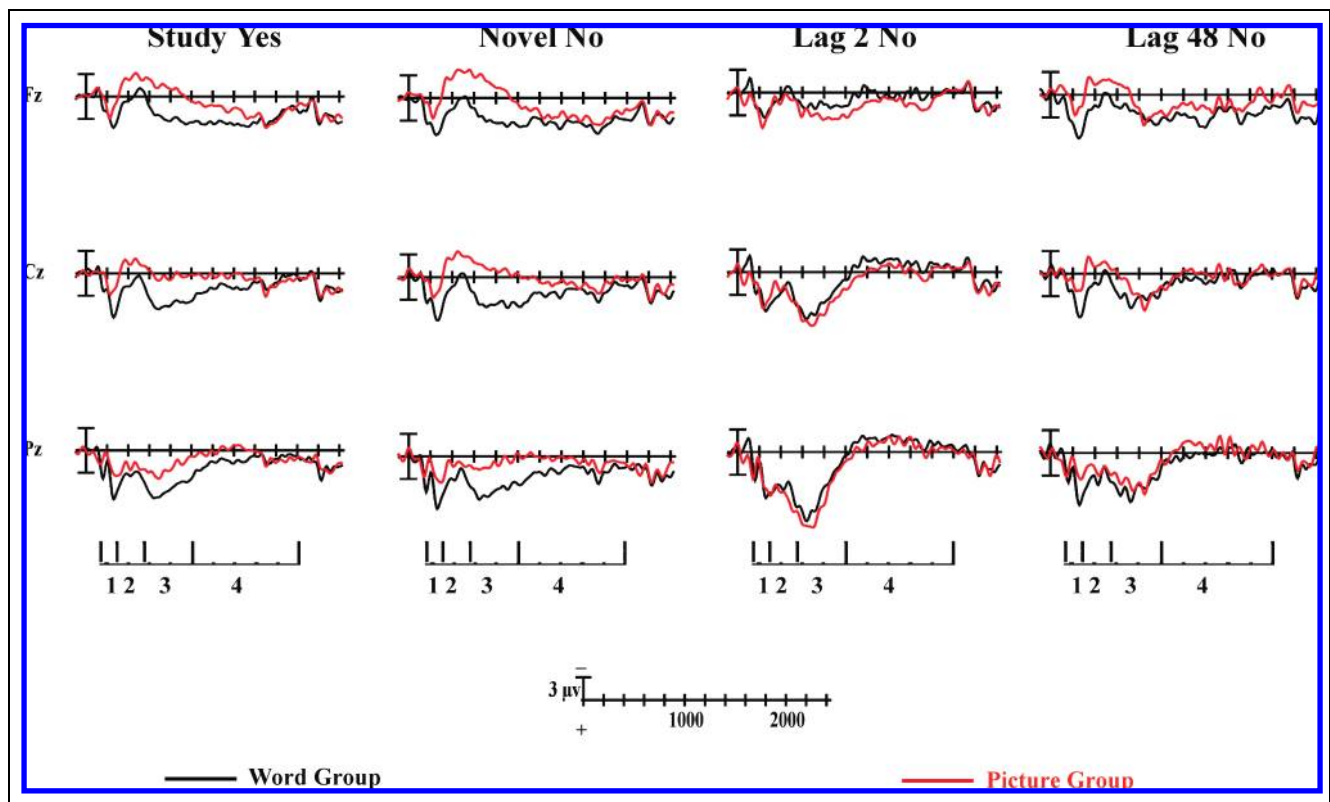 Study Yes Novel No Lag 2 No Lag 48 No
Fz
Cz
Pz
1 2 3 4 1 2 3 4 1 2 3 4 1 2 3 4
−
3 μv
1000 2000
+
Word Group Picture Group